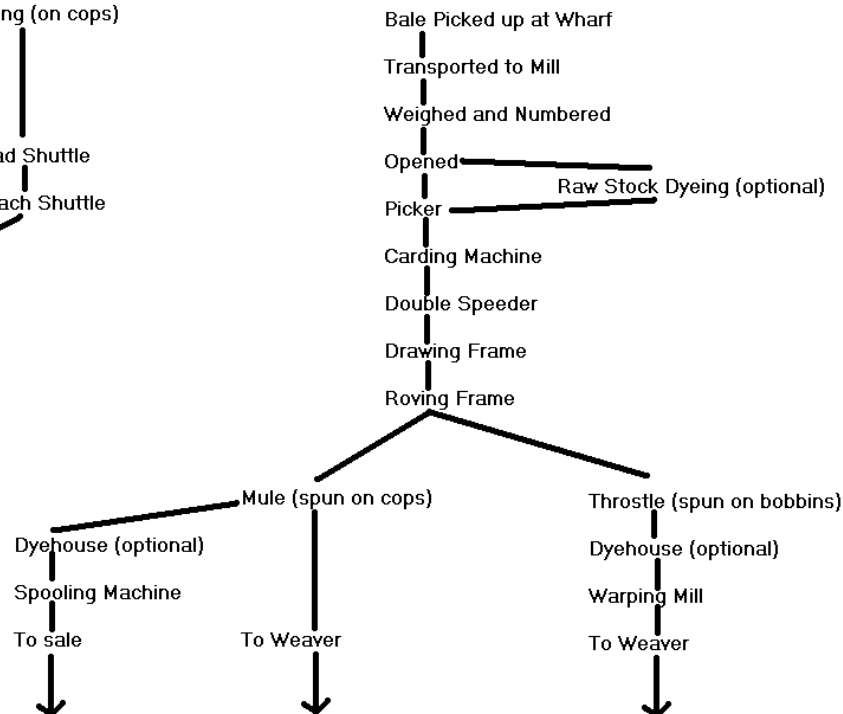 ng (on cops)
ad Shuttle
ach Shuttle
Bale Picked up at Wharf
Transported to Mill
Weighed and Numbered
Opened
Raw Stock Dyeing (optional)
Picker
Carding Machine
Double Speeder
Drawing Frame
Roving Frame
Mule (spun on cops)
Throstle (spun on bobbins)
Dyehouse (optional)
Dyehouse (optional)
Spooling Machine
Warping Mill
To sale
To Weaver
To Weaver